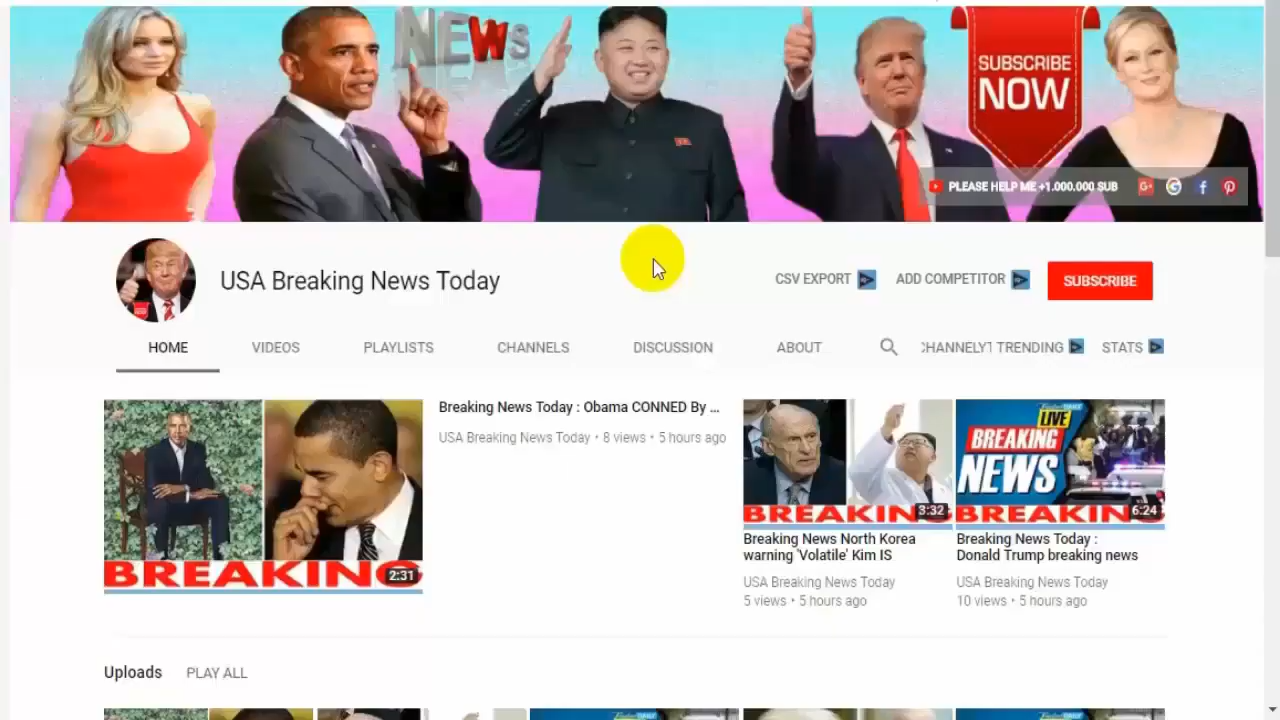 NEWS
SUBSCRIBE
NOW
PLEASE HELP ME +1.000.000 SUB
USA Breaking News Today
CSV EXPORT
ADD COMPETITOR
SUBSCRIBE
HOME
VIDEOS
PLAYLISTS
CHANNELS
DISCUSSION
ABOUT
CHANNELYT TRENDING
STATS
BREAKING
2:31
Breaking News Today : Obama CONNED By ...
USA Breaking News Today • 8 views • 5 hours ago
BREAKIN
3:32
Breaking News North Korea
warning 'Volatile' Kim IS
USA Breaking News Today
5 views • 5 hours ago
LIVE
BREAKING
NEWS
BREAKIN
6:24
Breaking News Today :
Donald Trump breaking news
USA Breaking News Today
10 views • 5 hours ago
Uploads
PLAY ALL